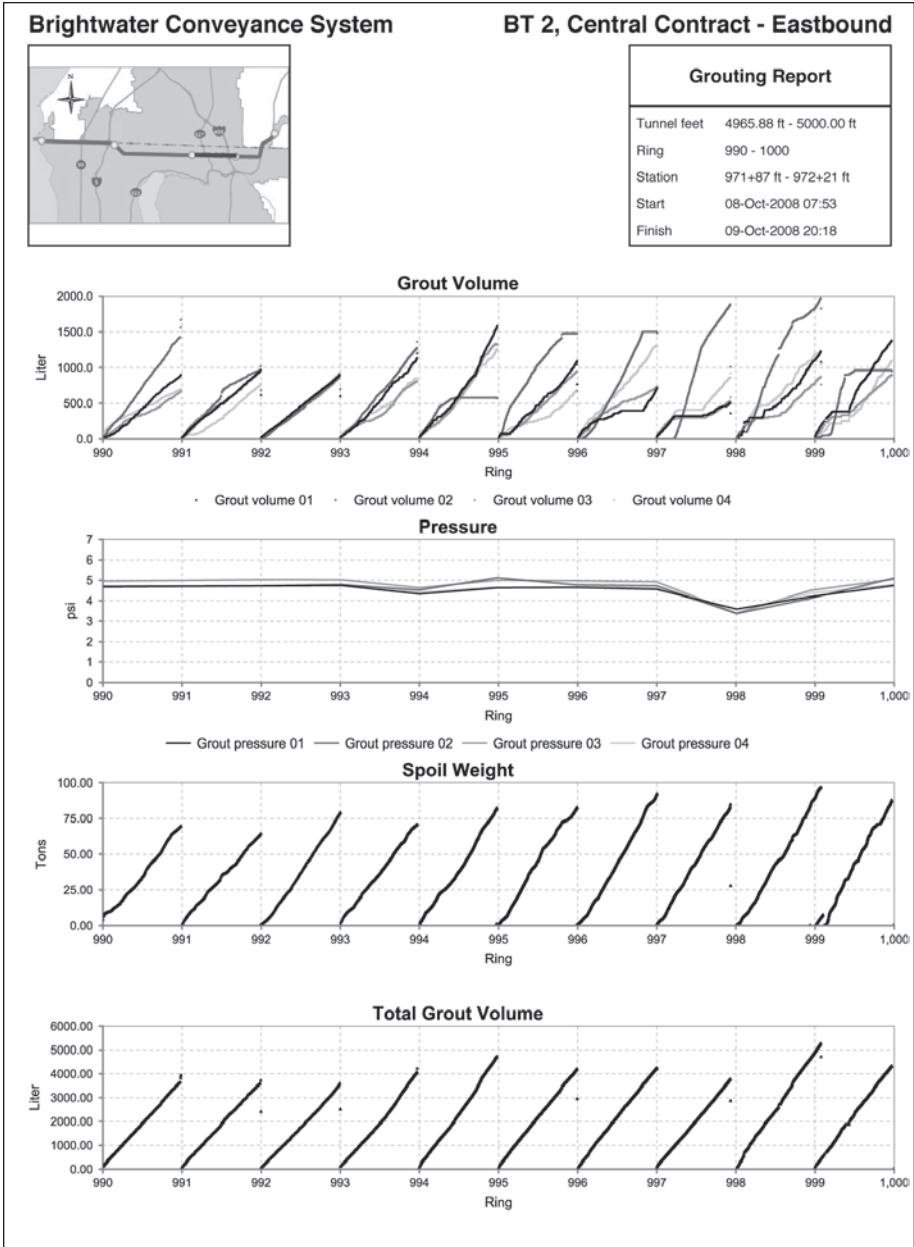 Brightwater Conveyance System
BT 2, Central Contract - Eastbound
N
Grouting Report
Tunnel feet 4965.88 ft - 5000.00 ft
Ring 990 - 1000
Station 971+87 ft - 972+21 ft
Start 08-Oct-2008 07:53
Finish 09-Oct-2008 20:18
Grout Volume
Liter
2000.0
1500.0
1000.0
500.0
0.0
990 991 992 993 994 995 996 997 998 999 1,000
Ring
Grout volume 01 Grout volume 02 Grout volume 03 Grout volume 04
Pressure
psi
7
6
5
4
3
2
1
0
990 991 992 993 994 995 996 997 998 999 1,000
Ring
Grout pressure 01 Grout pressure 02 Grout pressure 03 Grout pressure 04
Spoil Weight
Tons
100.00
75.00
50.00
25.00
0.00
990 991 992 993 994 995 996 997 998 999 1,000
Ring
Total Grout Volume
Liter
6000.00
5000.00
4000.00
3000.00
2000.00
1000.00
0.00
990 991 992 993 994 995 996 997 998 999 1,000
Ring